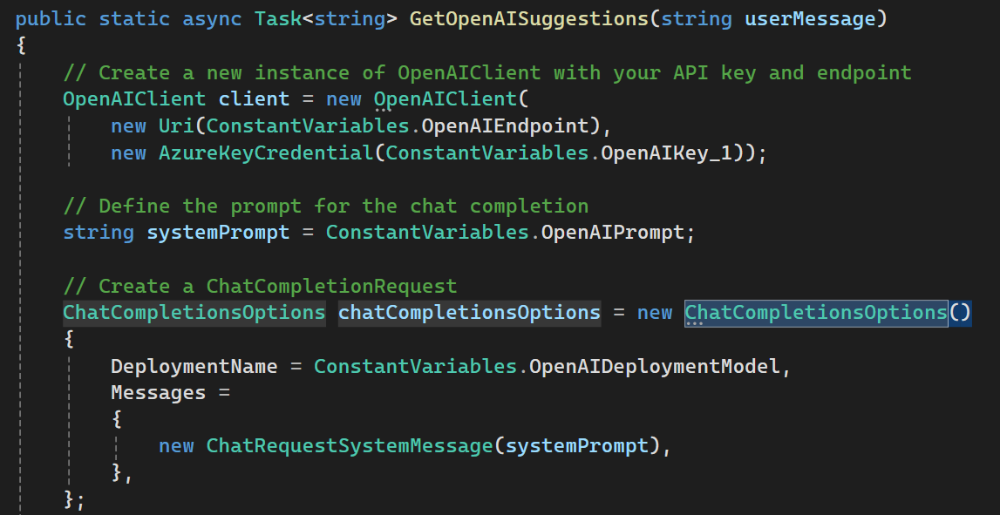 public static async Task<string> GetOpenAISuggestions(string userMessage)
{
// Create a new instance of OpenAIClient with your API key and endpoint
OpenAIClient client = new OpenAIClient(
new Uri(ConstantVariables.OpenAIEndpoint),
new AzureKeyCredential(ConstantVariables.OpenAIKey_1));
// Define the prompt for the chat completion
string systemPrompt = ConstantVariables.OpenAIPrompt;
// Create a ChatCompletionRequest
ChatCompletionsOptions chatCompletionsOptions = new ChatCompletionsOptions()
{
DeploymentName = ConstantVariables.OpenAIDeploymentModel,
Messages =
{
new ChatRequestSystemMessage(systemPrompt),
},
};